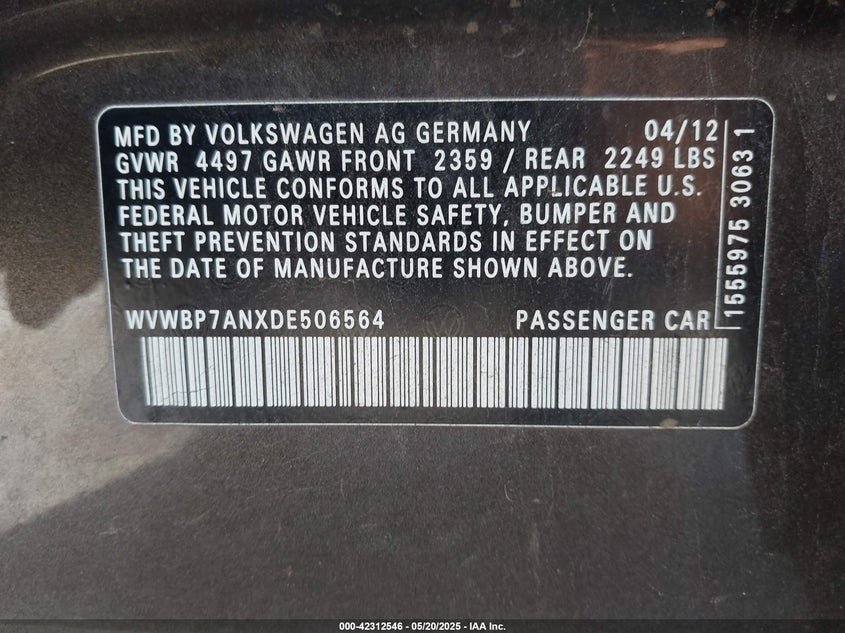 MFD BY VOLKSWAGEN AG GERMANY 04/12
GVWR 4497 GAWR FRONT 2359 / REAR 2249 LBS
THIS VEHICLE CONFORMS TO ALL APPLICABLE U.S.
FEDERAL MOTOR VEHICLE SAFETY, BUMPER AND
THEFT PREVENTION STANDARDS IN EFFECT ON
THE DATE OF MANUFACTURE SHOWN ABOVE.
WVWBP7ANXDE506564 PASSENGER CAR
1555975 3063 1
000-42312546 - 05/20/2025 - IAA Inc.